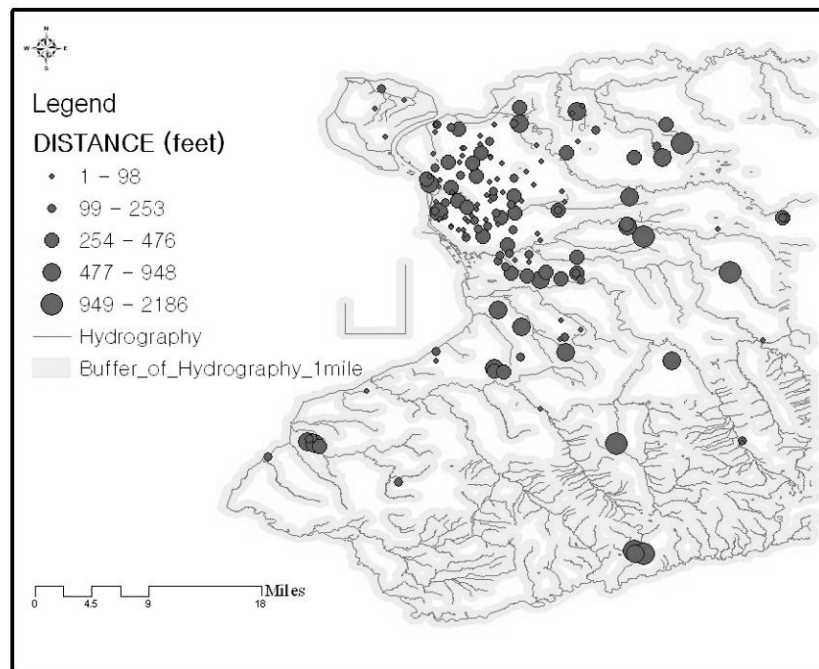 N
W E
S
Legend
DISTANCE (feet)
1 - 98
99 - 253
254 - 476
477 - 948
949 - 2186
Hydrography
Buffer_of_Hydrography_1mile
Miles
0 4.5 9 18